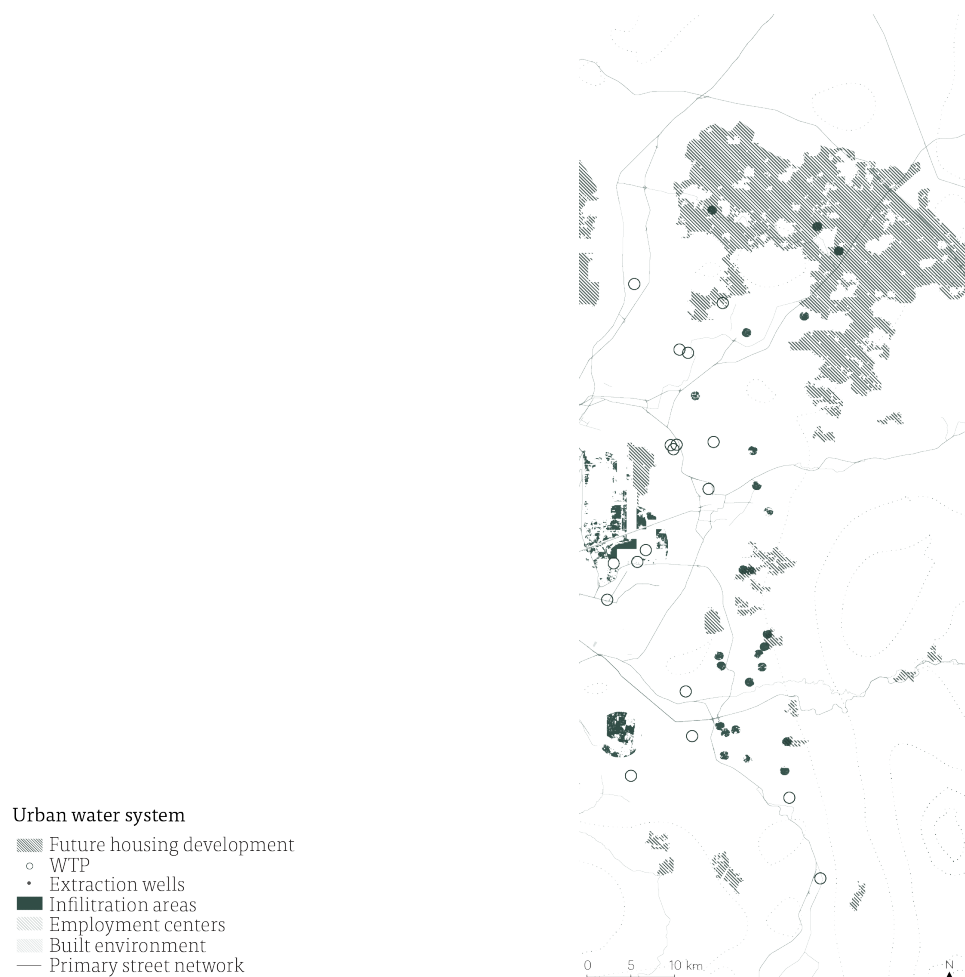 Urban water system
Future housing development
WTP
Extraction wells
Infilitration areas
Employment centers
Built environment
Primary street network
0 5 10 km
N